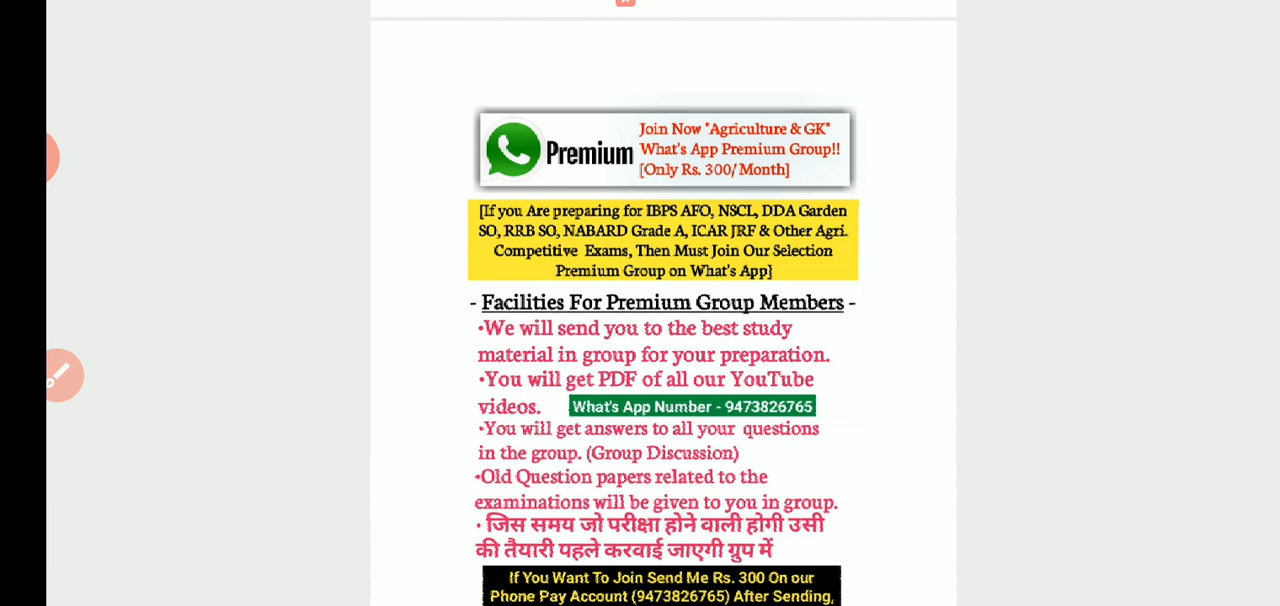 Join Now "Agriculture & GK"
Premium
What's App Premium Group!!
[Only Rs. 300/ Month]
[If you Are preparing for IBPS AFO, NSCL, DDA Garden
SO, RRB SO, NABARD Grade A, ICAR JRF & Other Agri.
Competitive Exams, Then Must Join Our Selection
Premium Group on What's App}
- Facilities For Premium Group Members -
•We will send you to the best study
material in group for your preparation.
•You will get PDF of all our YouTube
videos. What's App Number - 9473826765
•You will get answers to all your questions
in the group. (Group Discussion)
•Old Question papers related to the
examinations will be given to you in group.
• जिस समय जो परीक्षा होने वाली होगी उसी
की तैयारी पहले करवाई जाएगी ग्रुप में
If You Want To Join Send Me Rs. 300 On our
Phone Pay Account (9473826765) After Sending,